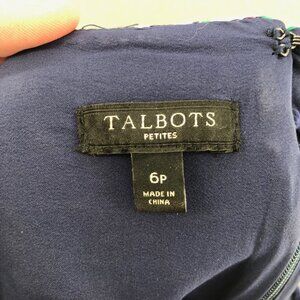 TALBOTS
PETITES
6P
MADE IN
CHINA